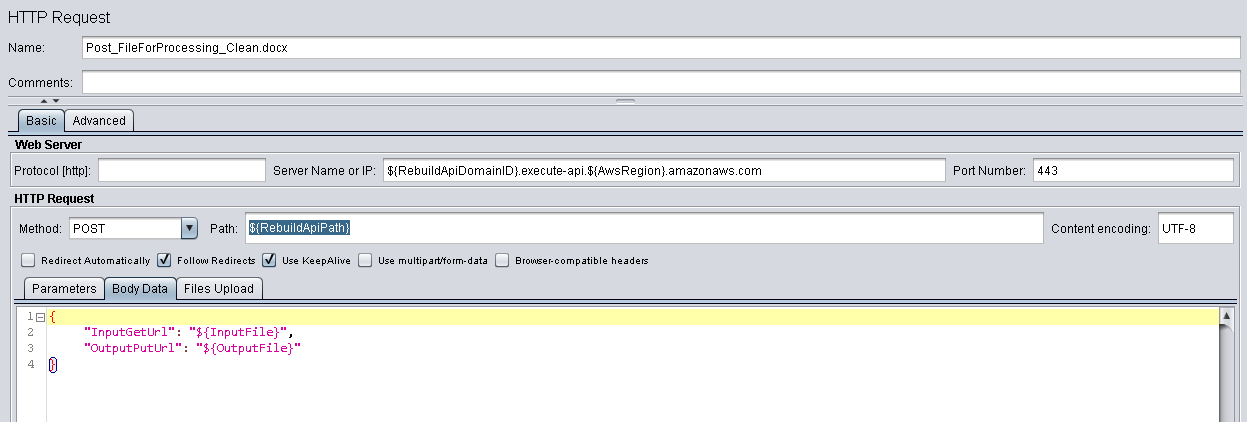 HTTP Request
Name: Post_FileForProcessing_Clean.docx
Comments:
Basic Advanced
Web Server
Protocol [http]: Server Name or IP: ${RebuildApiDomainID}.execute-api.${AwsRegion}.amazonaws.com Port Number: 443
HTTP Request
Method: POST Path: ${RebuildApiPath} Content encoding: UTF-8
Redirect Automatically Follow Redirects Use KeepAlive Use multipart/form-data Browser-compatible headers
Parameters Body Data Files Upload
1 {
2 "InputGetUrl": "${InputFile}",
3 "OutputPutUrl": "${OutputFile}"
4 }